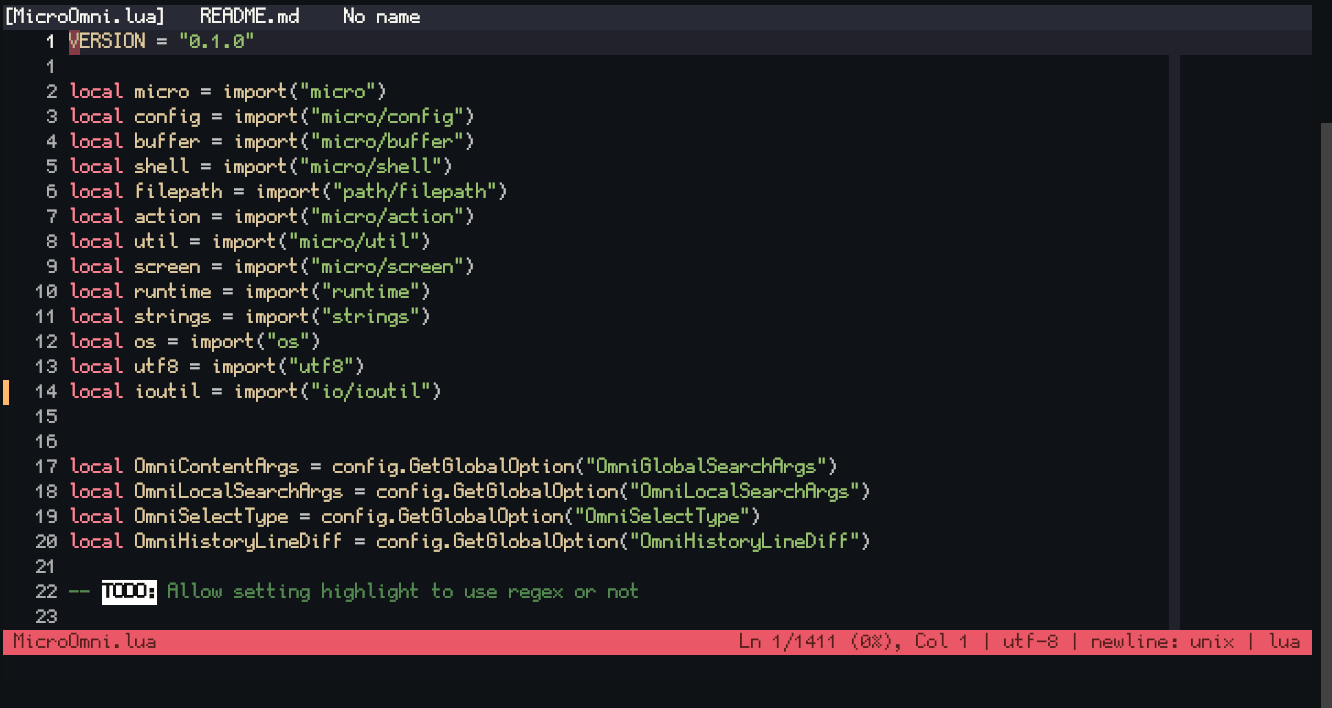 [MicroOmni.lua] README.md No name
1 VERSION = "0.1.0"
1
2 local micro = import("micro")
3 local config = import("micro/config")
4 local buffer = import("micro/buffer")
5 local shell = import("micro/shell")
6 local filepath = import("path/filepath")
7 local action = import("micro/action")
8 local util = import("micro/util")
9 local screen = import("micro/screen")
10 local runtime = import("runtime")
11 local strings = import("strings")
12 local os = import("os")
13 local utf8 = import("utf8")
14 local ioutil = import("io/ioutil")
15
16
17 local OmniContentArgs = config.GetGlobalOption("OmniGlobalSearchArgs")
18 local OmniLocalSearchArgs = config.GetGlobalOption("OmniLocalSearchArgs")
19 local OmniSelectType = config.GetGlobalOption("OmniSelectType")
20 local OmniHistoryLineDiff = config.GetGlobalOption("OmniHistoryLineDiff")
21
22 -- TODO: Allow setting highlight to use regex or not
23
MicroOmni.lua Ln 1/1411 (0%), Col 1 | utf-8 | newline: unix | lua